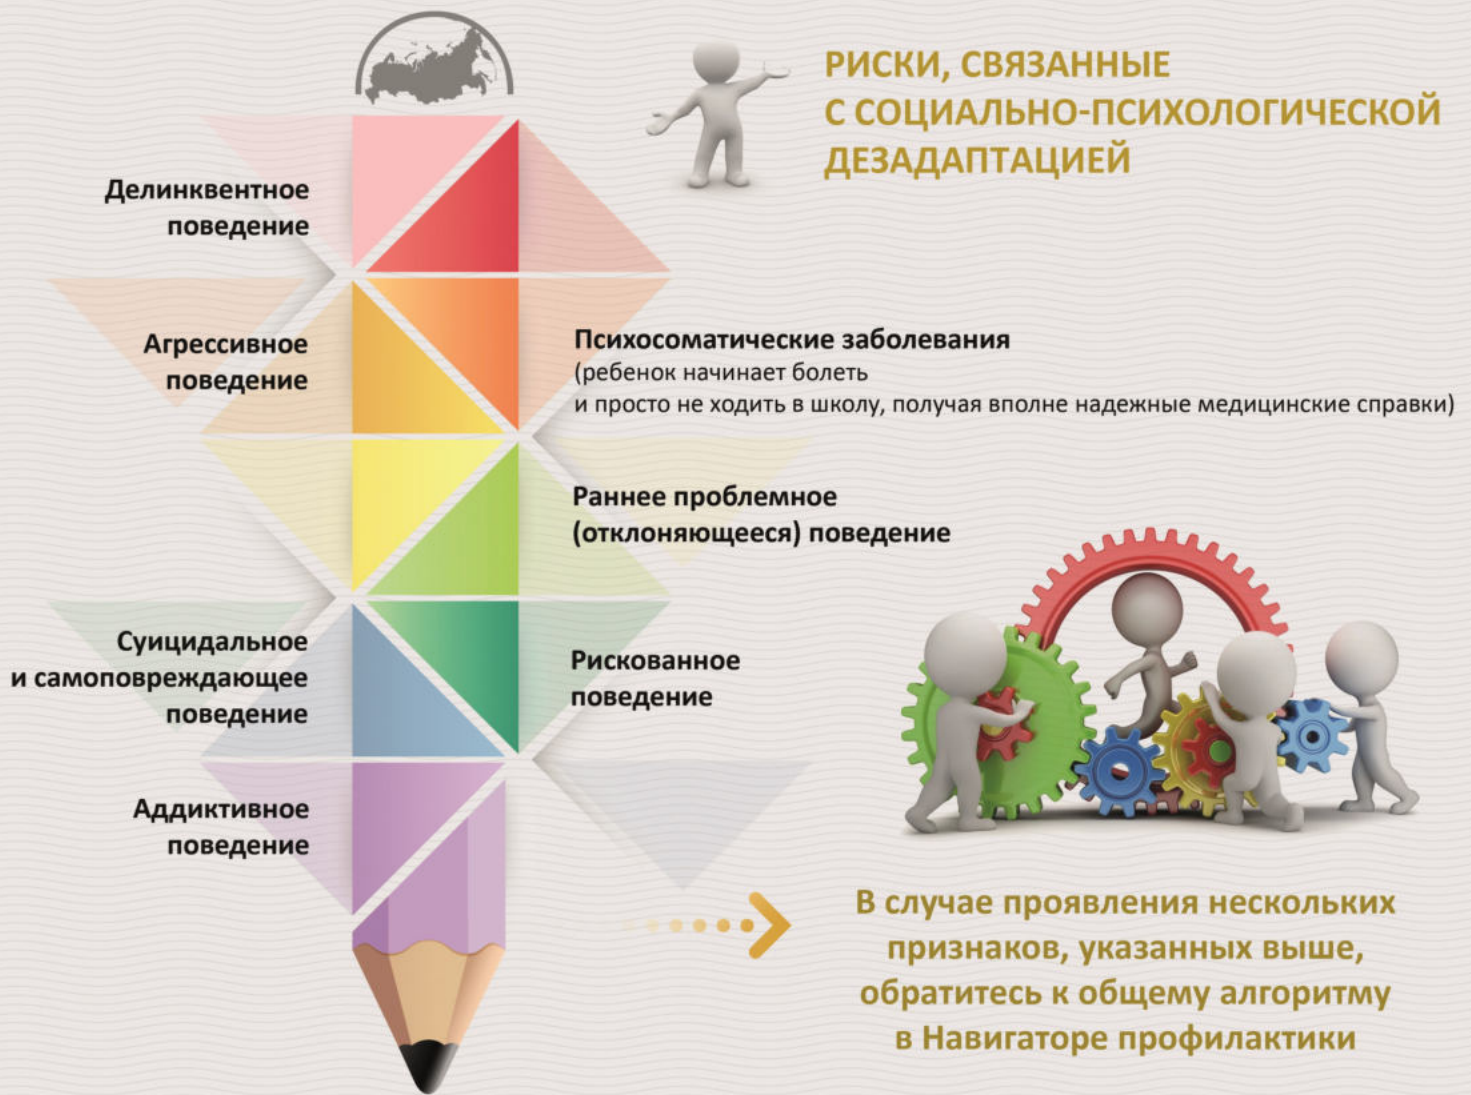 РИСКИ, СВЯЗАННЫЕ
С СОЦИАЛЬНО-ПСИХОЛОГИЧЕСКОЙ
ДЕЗАДАПТАЦИЕЙ
Делинквентное
поведение
Агрессивное
поведение
Психосоматические заболевания
(ребенок начинает болеть
и просто не ходить в школу, получая вполне надежные медицинские справки)
Раннее проблемное
(отклоняющееся) поведение
Суицидальное
и самоповреждающее
поведение
Рискованное
поведение
Аддиктивное
поведение
В случае проявления нескольких
признаков, указанных выше,
обратитесь к общему алгоритму
в Навигаторе профилактики